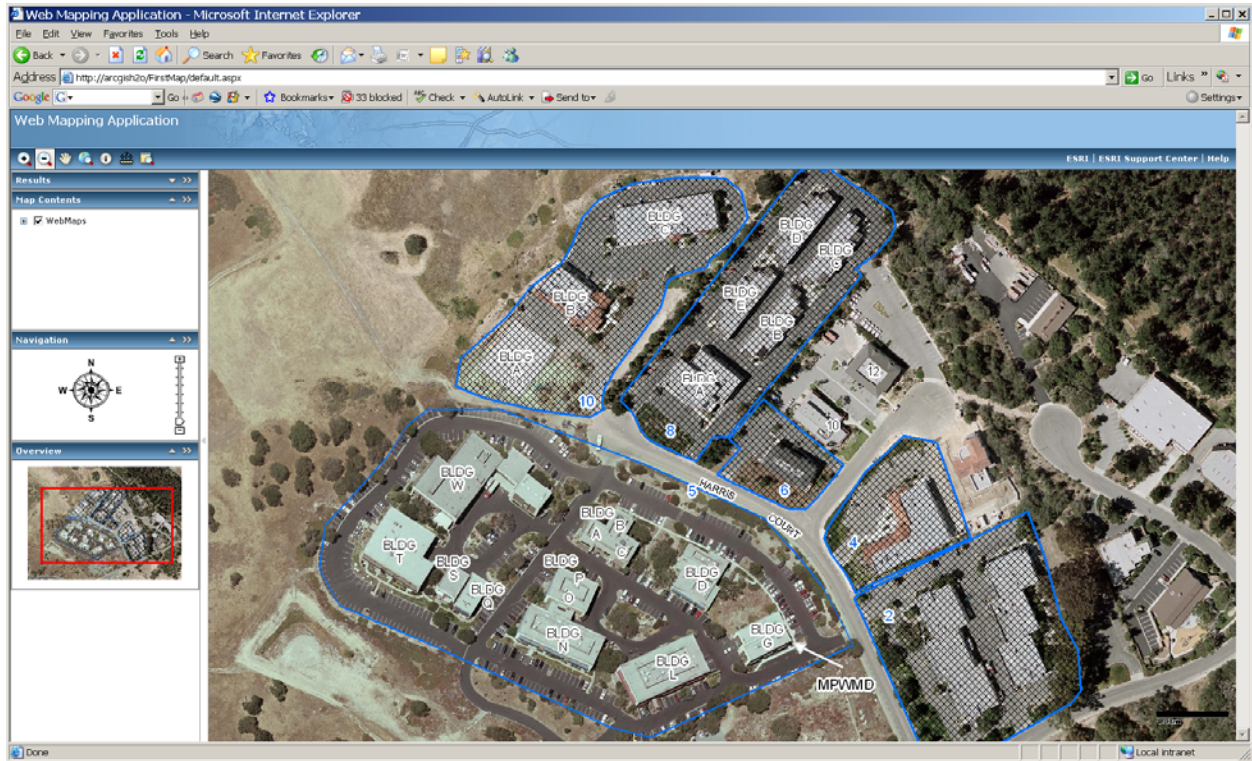 Web Mapping Application - Microsoft Internet Explorer
File Edit View Favorites Tools Help
Back Search Favorites
Address http://arcgish2o/FirstMap/default.aspx Go Links »
Google G Go Bookmarks 33 blocked Check AutoLink Send to Settings
Web Mapping Application
ESRI | ESRI Support Center | Help
Results
Map Contents
WebMaps
Navigation
N
W E
S
Overview
BLDG
C
BLDG
B
BLDG
A
10
BLDG
D
BLDG
BLDG
E
BLDG
B
BLDG
A
8
12
10
6
5
HARRIS
COURT
4
2
BLDG
W
BLDG
T
BLDG
S
BLDG
Q
BLDG
A B
C
BLDG
P
O
BLDG
N
BLDG
D
BLDG
L
BLDG
G
MPWMD
Done
Local intranet